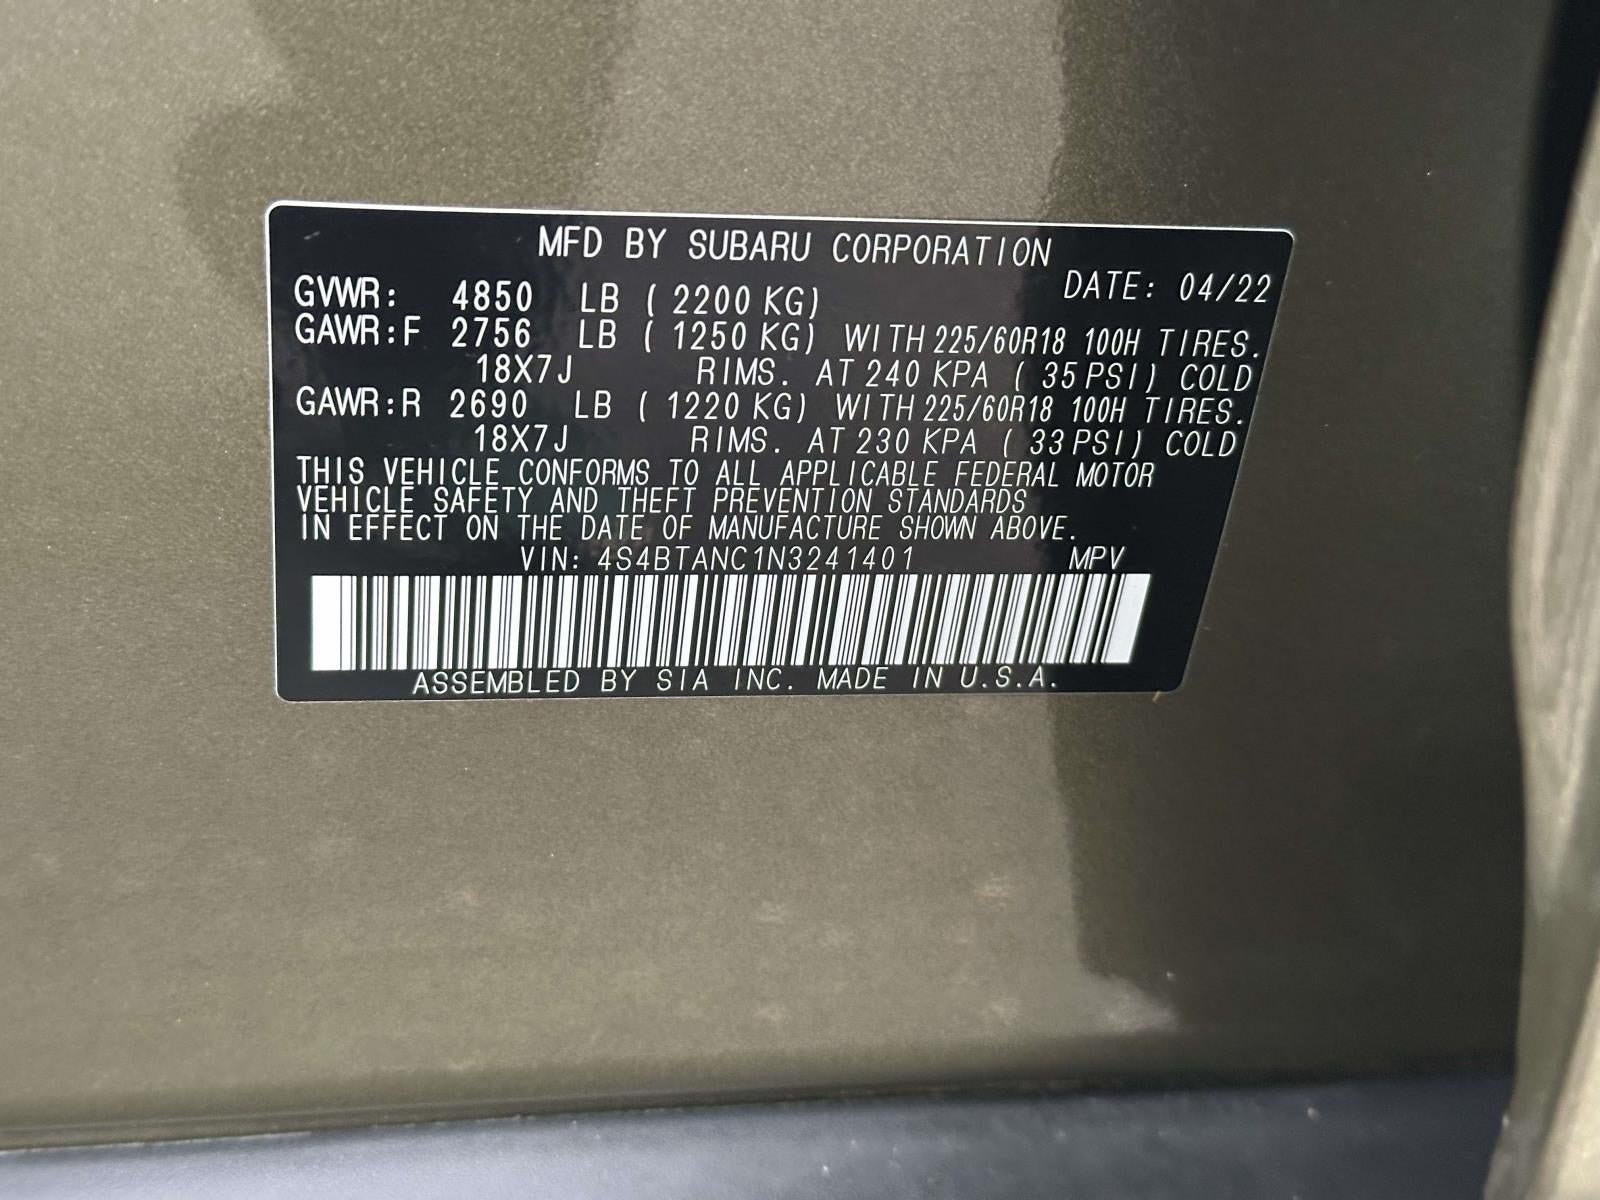 MFD BY SUBARU CORPORATION
DATE: 04/22
GVWR: 4850 LB ( 2200 KG)
GAWR:F 2756 LB ( 1250 KG) WITH 225/60R18 100H TIRES.
18X7J RIMS. AT 240 KPA ( 35 PSI) COLD
GAWR:R 2690 LB ( 1220 KG) WITH 225/60R18 100H TIRES.
18X7J RIMS. AT 230 KPA ( 33 PSI) COLD
THIS VEHICLE CONFORMS TO ALL APPLICABLE FEDERAL MOTOR
VEHICLE SAFETY AND THEFT PREVENTION STANDARDS
IN EFFECT ON THE DATE OF MANUFACTURE SHOWN ABOVE.
VIN: 4S4BTANC1N3241401 MPV
ASSEMBLED BY SIA INC. MADE IN U.S.A.